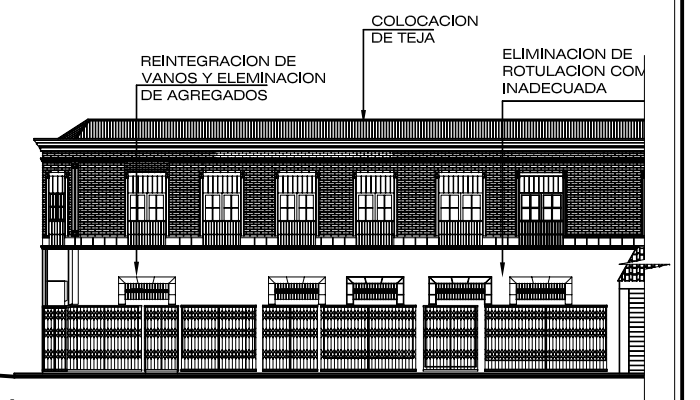 COLOCACION
DE TEJA
REINTEGRACION DE
VANOS Y ELEMINACION
DE AGREGADOS
ELIMINACION DE
ROTULACION COM
INADECUADA